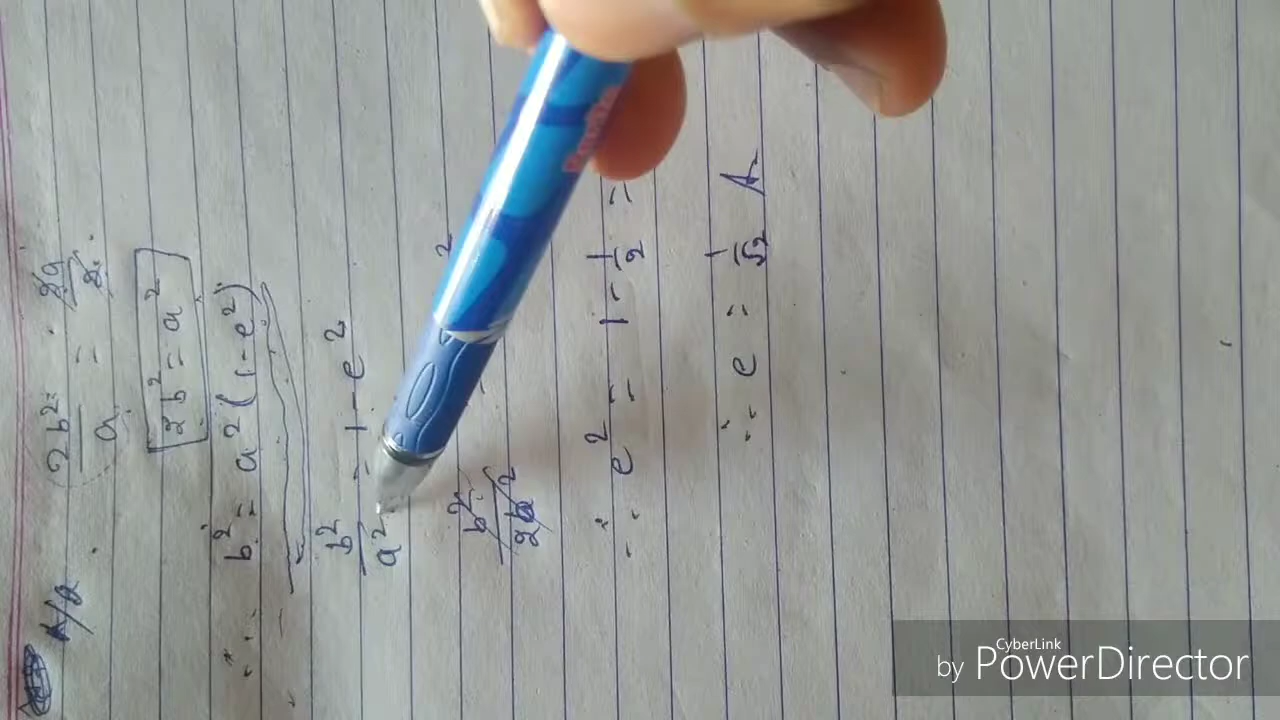 A/Q 2b²/a = 2a/2
2b² = a²
∴ b² = a²(1-e²)
b²/a² = 1-e²
b²/2b² 2
∴ e² = 1-1/2 =
∴ e = 1/√2 A
CyberLink
by PowerDirector